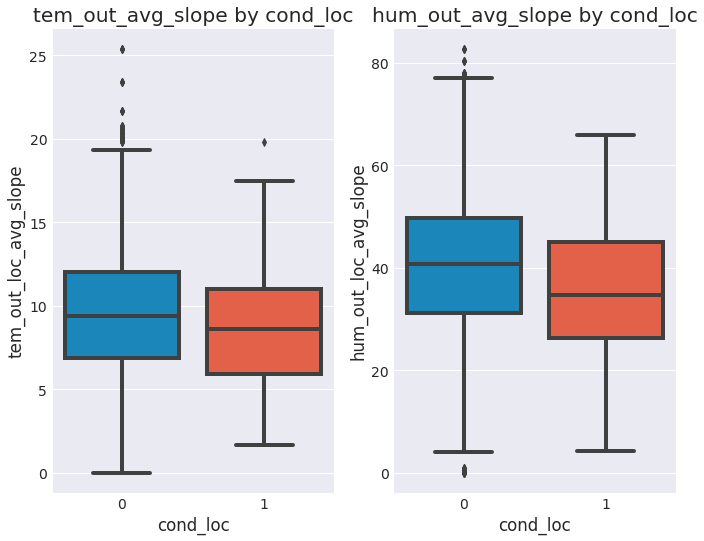 tem_out_avg_slope by cond_loc
tem_out_loc_avg_slope
25
20
15
10
5
0
0 1
cond_loc
hum_out_avg_slope by cond_loc
hum_out_loc_avg_slope
80
60
40
20
0
0 1
cond_loc